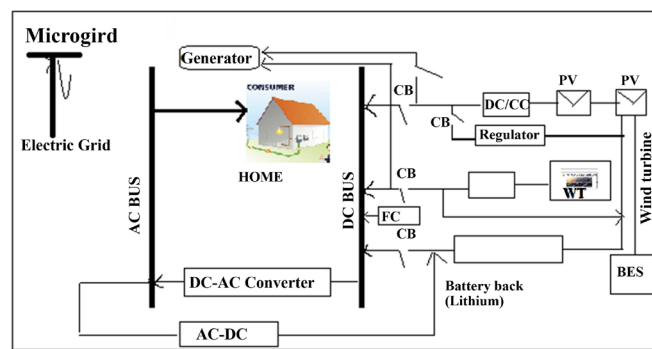 Microgird
Electric Grid
Generator
CONSUMER
HOME
AC BUS
DC BUS
DC-AC Converter
AC-DC
CB
CB
CB
CB
FC
DC/CC
Regulator
PV
PV
WT
Wind turbine
Battery back
(Lithium)
BES